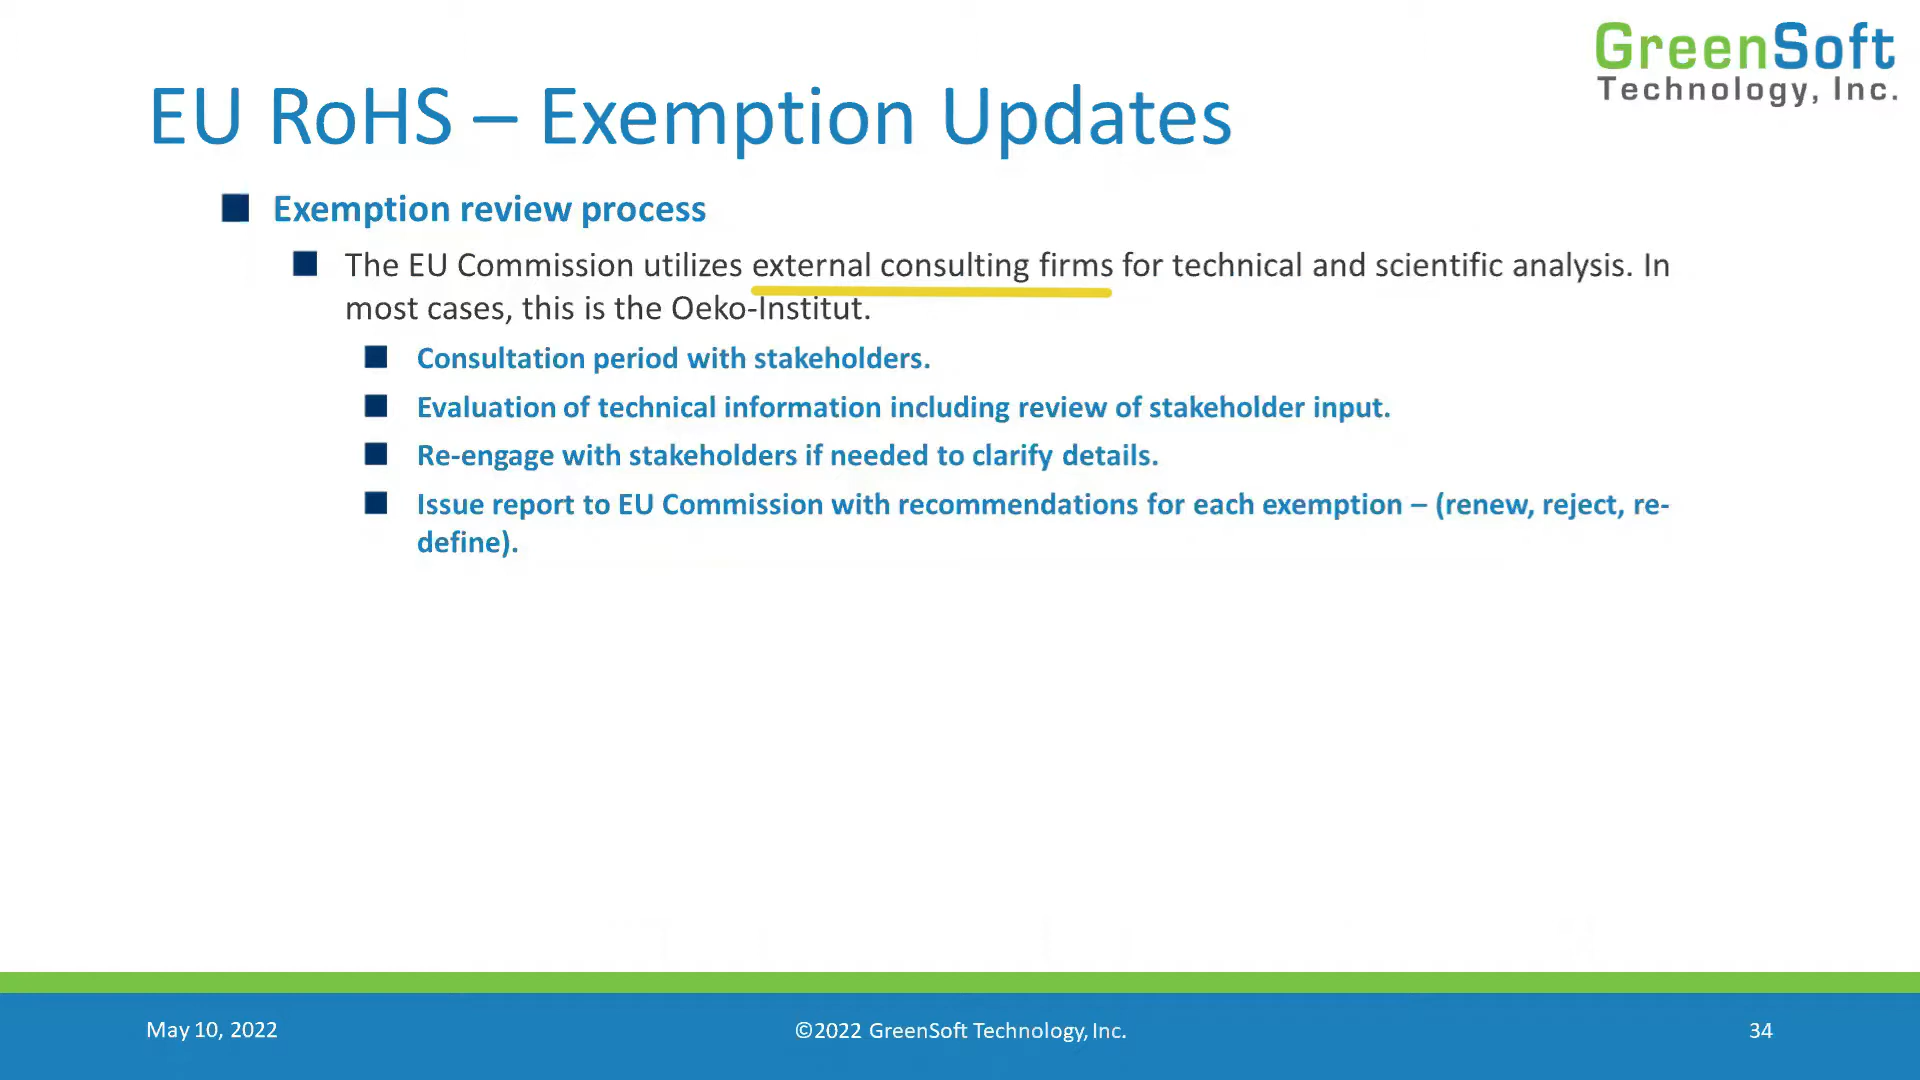 GreenSoft
Technology, Inc.
EU RoHS – Exemption Updates
Exemption review process
The EU Commission utilizes external consulting firms for technical and scientific analysis. In
most cases, this is the Oeko-Institut.
Consultation period with stakeholders.
Evaluation of technical information including review of stakeholder input.
Re-engage with stakeholders if needed to clarify details.
Issue report to EU Commission with recommendations for each exemption – (renew, reject, re-
define).
May 10, 2022
©2022 GreenSoft Technology, Inc.
34